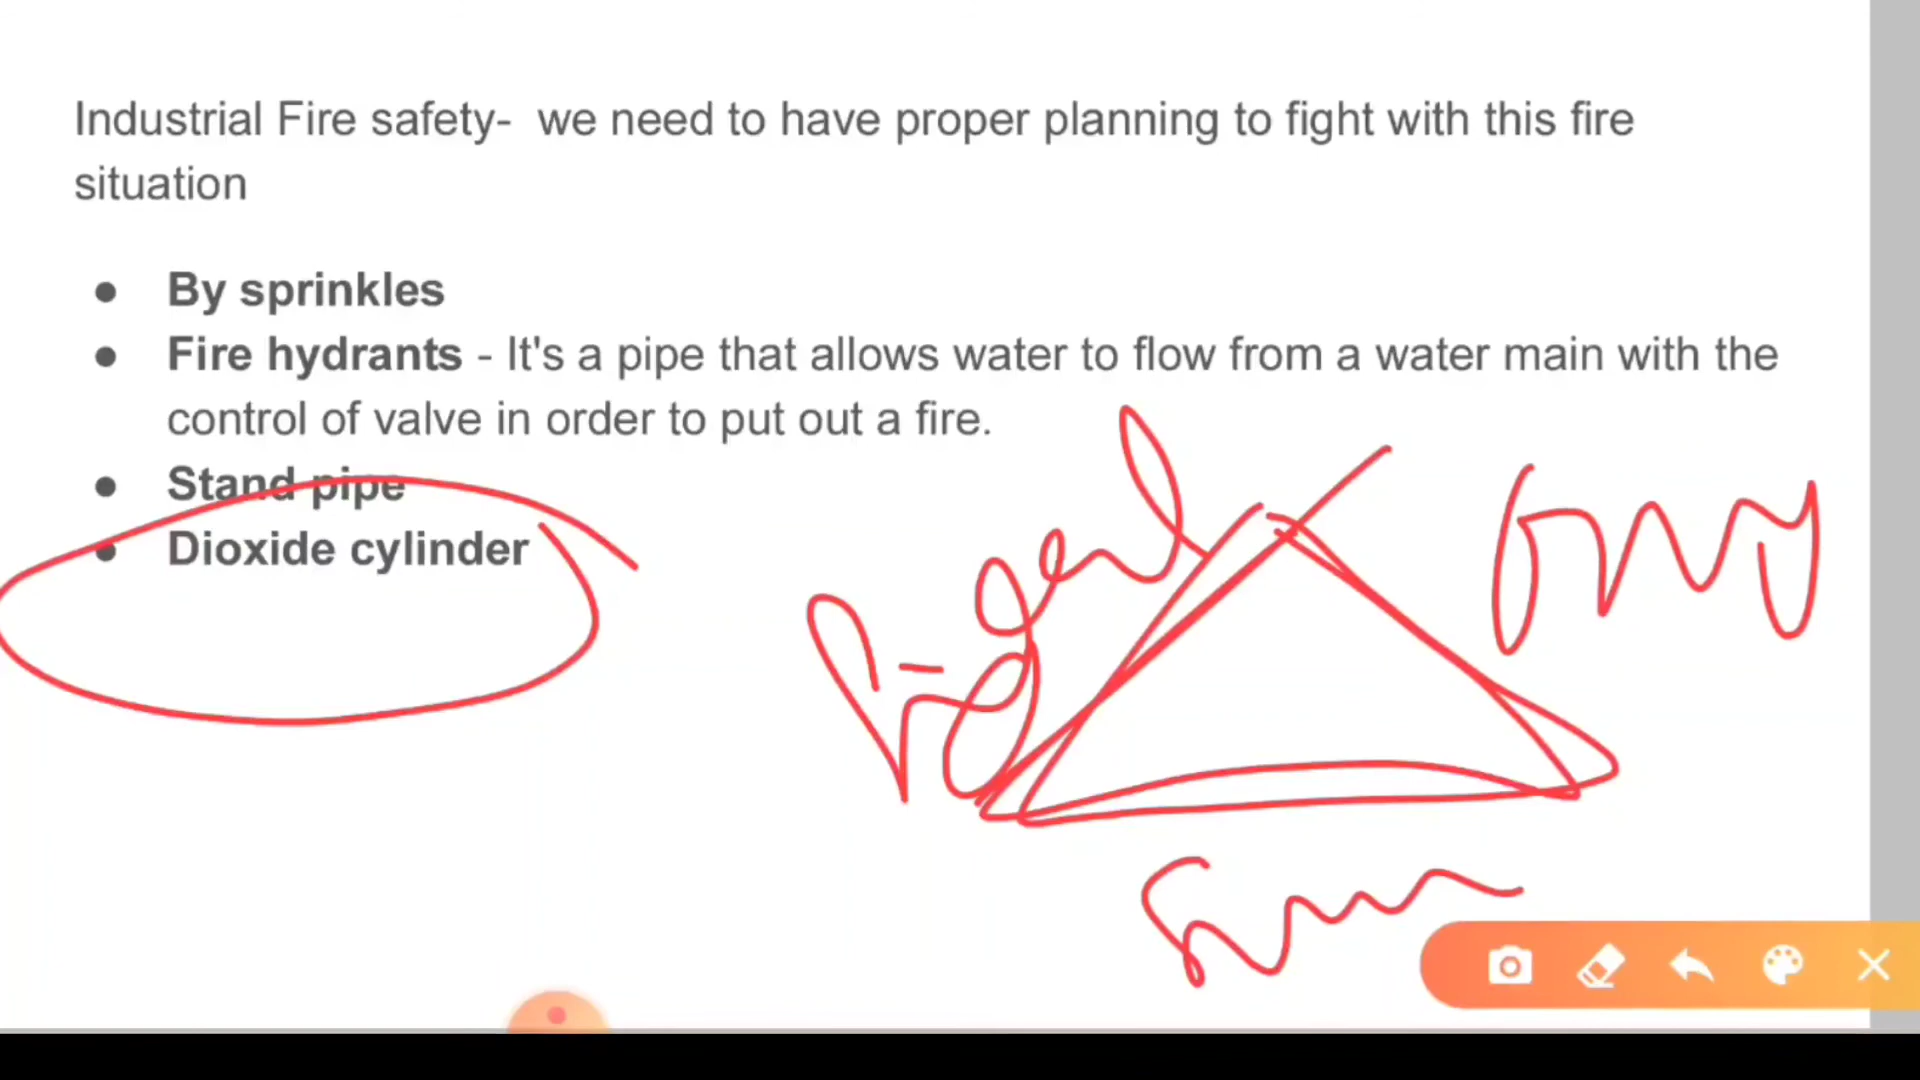 Industrial Fire safety-  we need to have proper planning to fight with this fire
situation
● By sprinkles
● Fire hydrants - It's a pipe that allows water to flow from a water main with the
control of valve in order to put out a fire.
● Stand pipe
● Dioxide cylinder